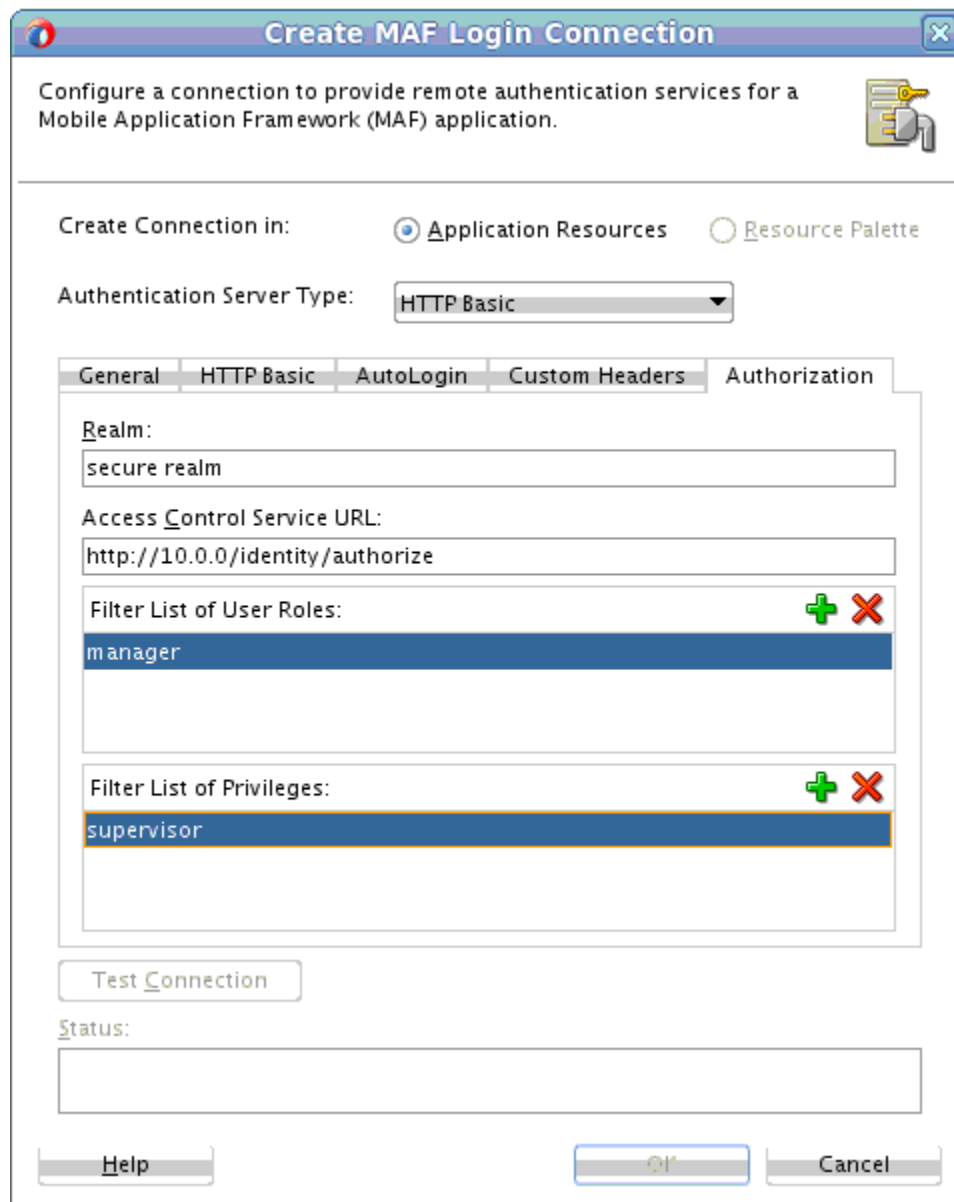 Create MAF Login Connection
Configure a connection to provide remote authentication services for a
Mobile Application Framework (MAF) application.
Create Connection in: Application Resources Resource Palette
Authentication Server Type: HTTP Basic
General HTTP Basic AutoLogin Custom Headers Authorization
Realm:
secure realm
Access Control Service URL:
http://10.0.0/identity/authorize
Filter List of User Roles:
manager
Filter List of Privileges:
supervisor
Test Connection
Status:
Help OK Cancel